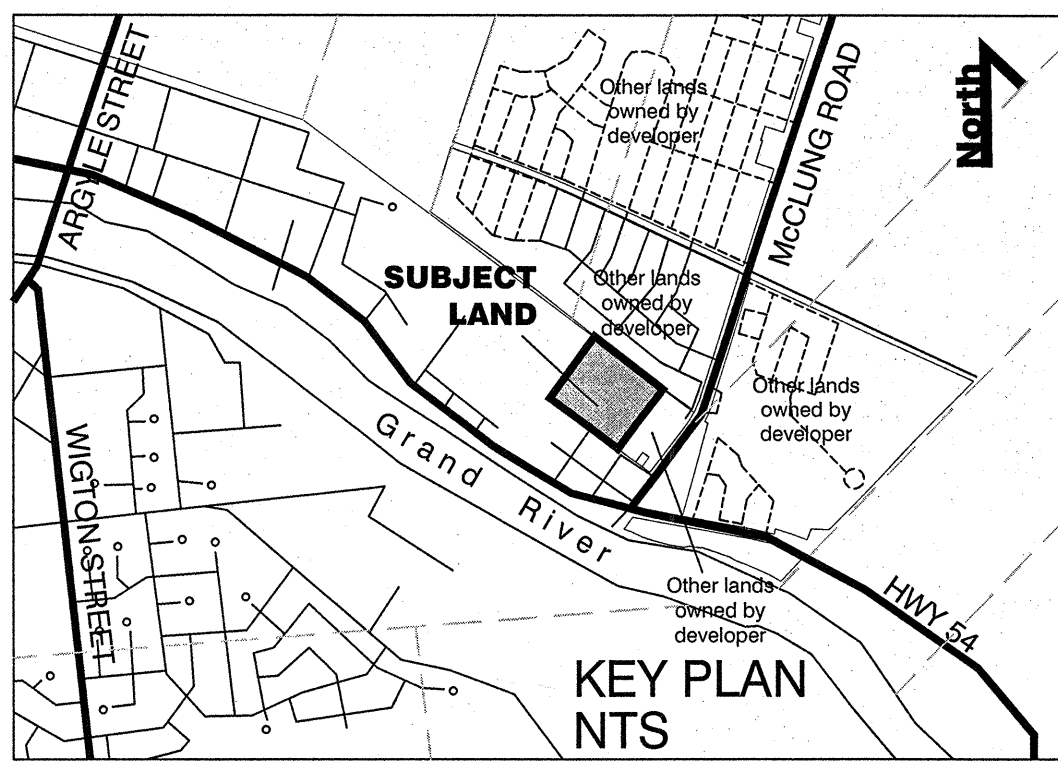 ARGYLE STREET
Other lands
owned by
developer
McCLUNG ROAD
North
SUBJECT
LAND
Other lands
owned by
developer
Other lands
owned by
developer
Grand River
WIGTON STREET
Other lands
owned by
developer
HWY 54
KEY PLAN
NTS